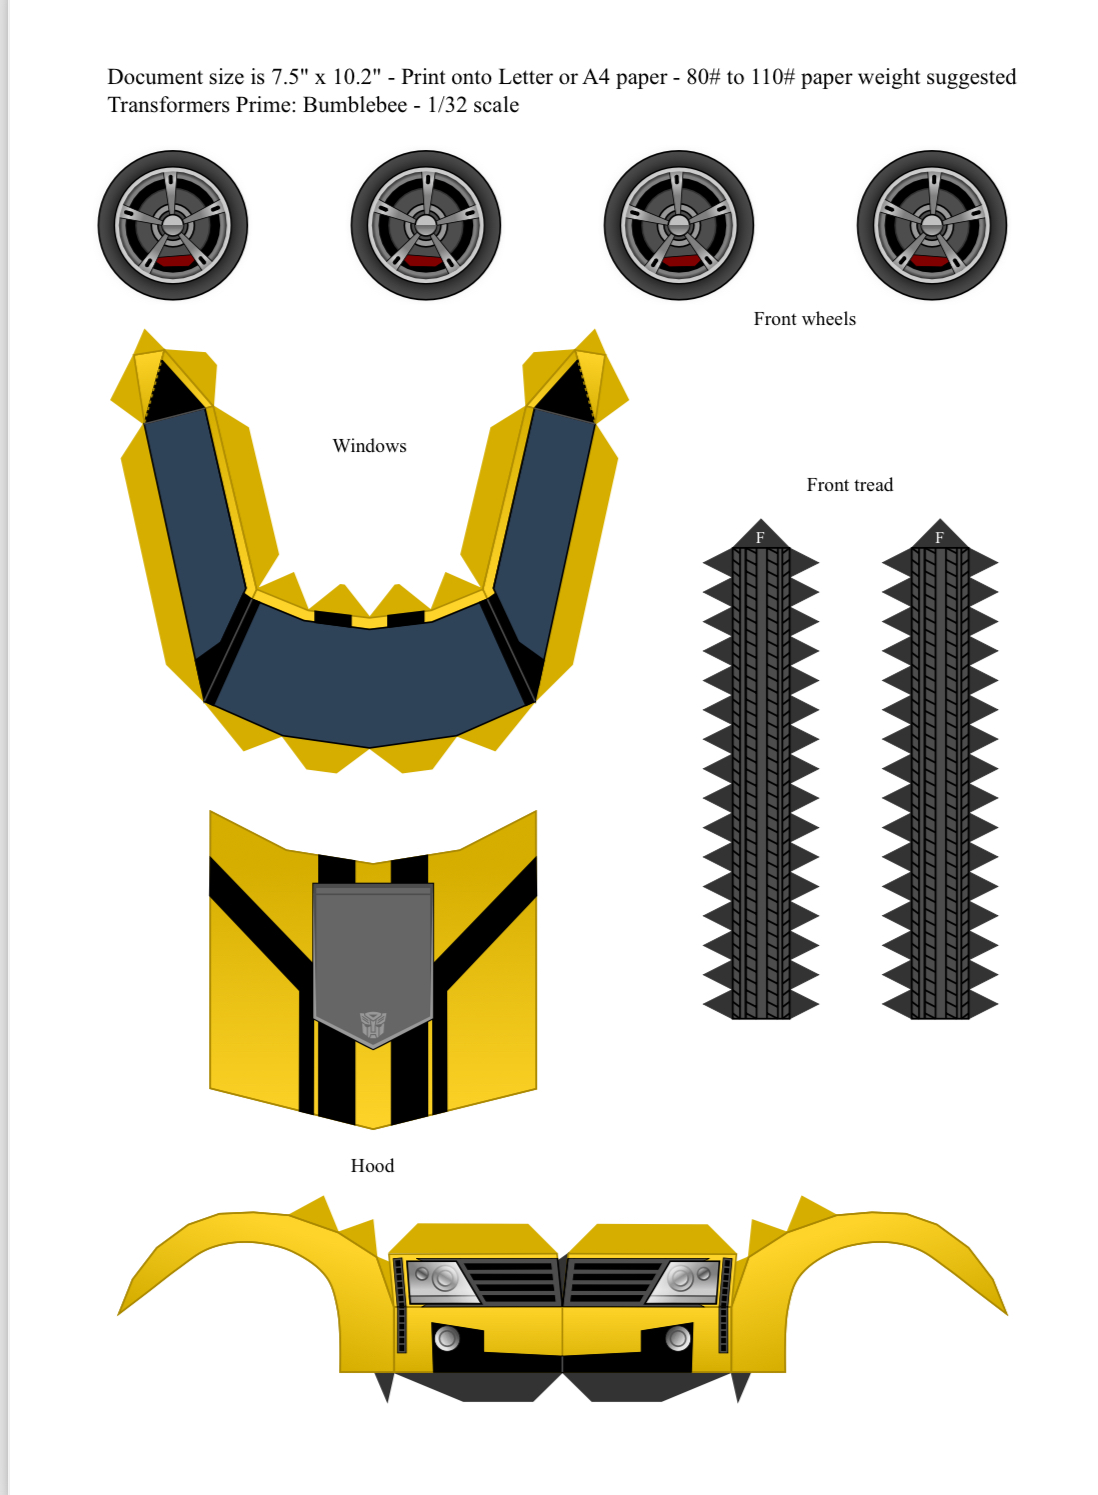 Document size is 7.5" x 10.2" - Print onto Letter or A4 paper - 80# to 110# paper weight suggested
Transformers Prime: Bumblebee - 1/32 scale
Front wheels
Windows
Front tread
F
F
Hood